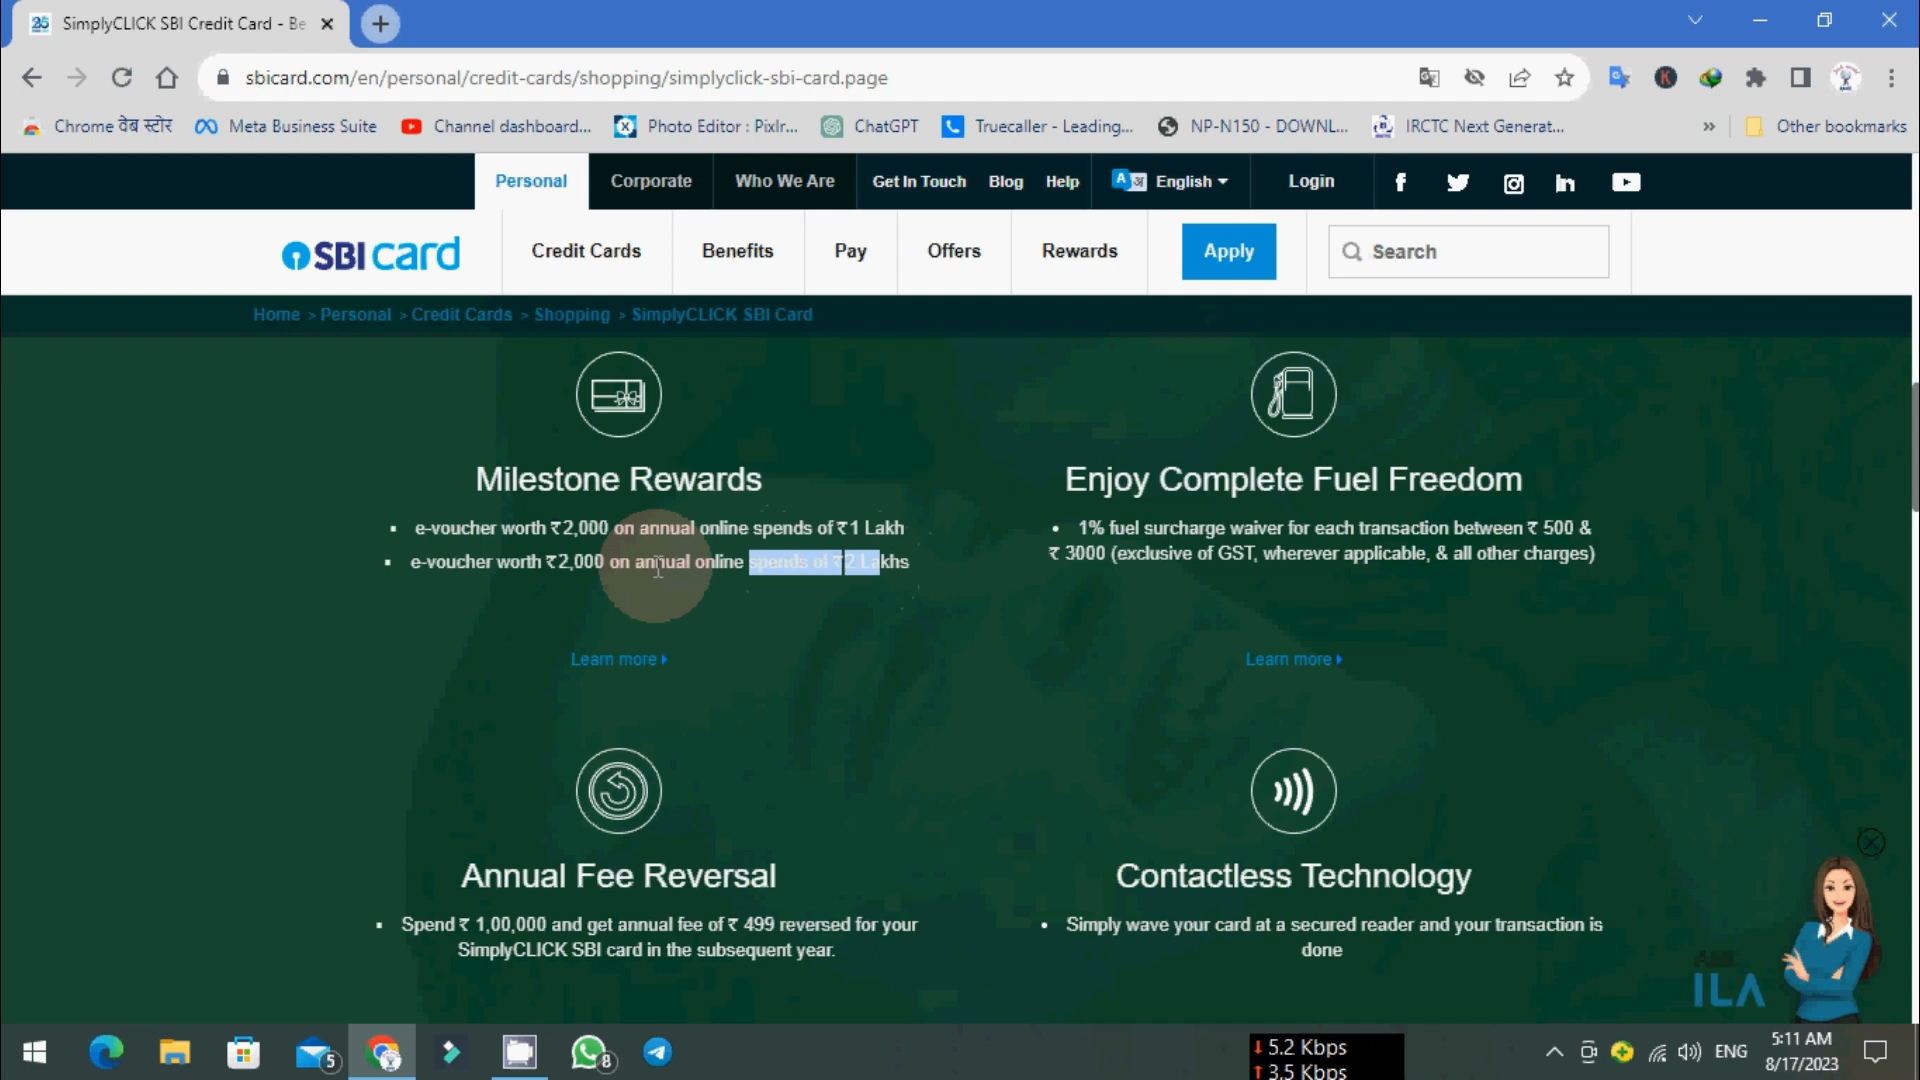 SimplyCLICK SBI Credit Card - Be
sbicard.com/en/personal/credit-cards/shopping/simplyclick-sbi-card.page
Chrome वेब स्टोर
Meta Business Suite
Channel dashboard...
Photo Editor : Pixlr...
ChatGPT
Truecaller - Leading...
NP-N150 - DOWNL...
IRCTC Next Generat...
»
Other bookmarks
Personal
Corporate
Who We Are
Get In Touch
Blog
Help
English
Login
SBI card
Credit Cards
Benefits
Pay
Offers
Rewards
Apply
Search
Home > Personal > Credit Cards > Shopping > SimplyCLICK SBI Card
Milestone Rewards
▪ e-voucher worth ₹2,000 on annual online spends of ₹1 Lakh
▪ e-voucher worth ₹2,000 on annual online spends of ₹2 Lakhs
Learn more
Enjoy Complete Fuel Freedom
• 1% fuel surcharge waiver for each transaction between ₹ 500 &
₹ 3000 (exclusive of GST, wherever applicable, & all other charges)
Learn more
Annual Fee Reversal
▪ Spend ₹ 1,00,000 and get annual fee of ₹ 499 reversed for your
SimplyCLICK SBI card in the subsequent year.
Contactless Technology
• Simply wave your card at a secured reader and your transaction is
done
ILA
5
8
5.2 Kbps
3.5 Kbps
ENG
5:11 AM
8/17/2023